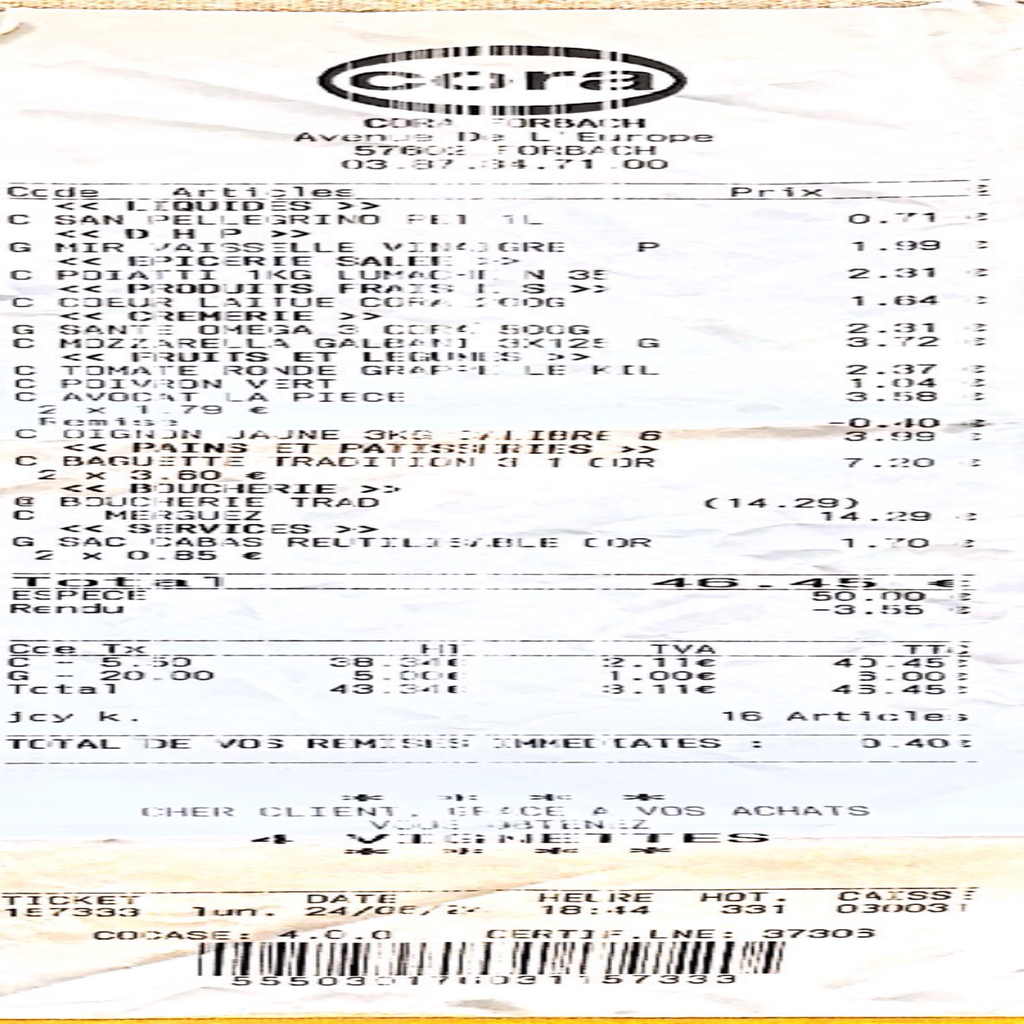 cora
CORA FORBACH
Avenue De L'Europe
57602 FORBACH
03.87.84.71.00
Code Articles Prix €
<< LIQUIDES >>
C SAN PELLEGRINO PET 1L 0.71 €
<< D H P >>
G MIR VAISSELLE VINAIGRE P 1.99 €
<< EPICERIE SALEE >>
C POIATTI 1KG LUMACHE N 35 2.31 €
<< PRODUITS FRAIS L S >>
C COEUR LAITUE CORA 200G 1.64 €
<< CREMERIE >>
G SANTE OMEGA 3 CORA 500G 2.31 €
C MOZZARELLA GALBANI 3X125 G 3.72 €
<< FRUITS ET LEGUMES >>
C TOMATE RONDE GRAPPE LE KIL 2.37 €
C POIVRON VERT 1.04 €
C AVOCAT LA PIECE 3.58 €
2 x 1.79 €
Remise -0.40 €
C OIGNON JAUNE 3KG CALIBRE 6 3.99 €
<< PAINS ET PATISSERIES >>
C BAGUETTE TRADITION 3 1 COR 7.20 €
2 x 3.60 €
<< BOUCHERIE >>
@ BOUCHERIE TRAD (14.29)
C MERGUEZ 14.29 €
<< SERVICES >>
G SAC CABAS REUTILISABLE COR 1.70 €
2 x 0.85 €
Total 46.45 €
ESPECE 50.00 €
Rendu -3.55 €
Cde Tx HT TVA TTC
C - 5.50 38.34€ 2.11€ 40.45€
G - 20.00 5.00€ 1.00€ 6.00€
Total 43.34€ 3.11€ 46.45€
joy k. 16 Articles
TOTAL DE VOS REMISES IMMEDIATES : 0.40€
* * * *
CHER CLIENT, GRACE A VOS ACHATS
VOUS OBTENEZ
4 VIGNETTES
* * * *
TICKET DATE HEURE HOT. CAISSE
157333 lun. 24/06/24 18:44 331 03003
COCASE: 4.0.0 CERTIF.LNE: 37306